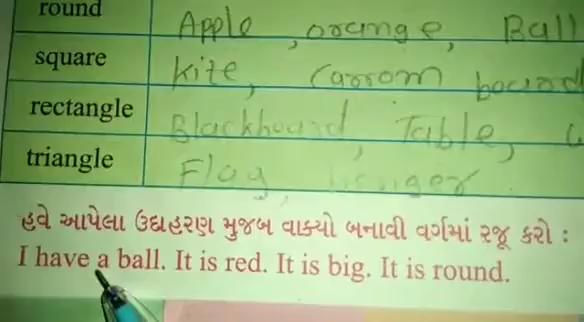 round Apple, orange, Ball
square Kite, Carrom board
rectangle Blackboard, Table,
triangle Flag,
હવે આપેલા ઉદાહરણ મુજબ વાક્યો બનાવી વર્ગમાં રજૂ કરો :
I have a ball. It is red. It is big. It is round.